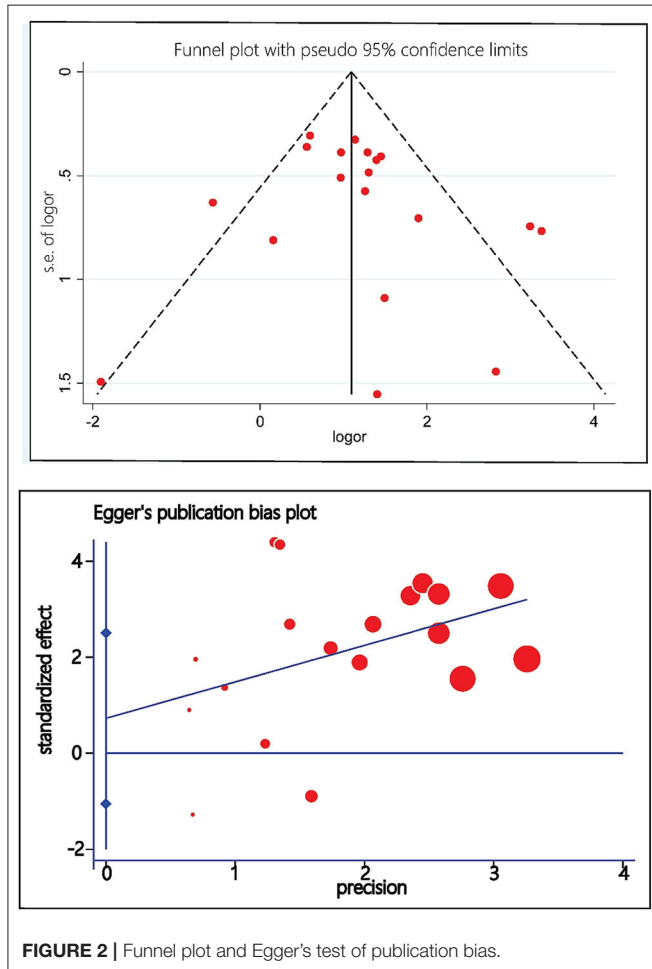 Funnel plot with pseudo 95% confidence limits
0
.5
1
1.5
s.e. of logor
-2
0
2
4
logor
Egger's publication bias plot
4
2
0
-2
standardized effect
0
1
2
3
4
precision
FIGURE 2 | Funnel plot and Egger's test of publication bias.